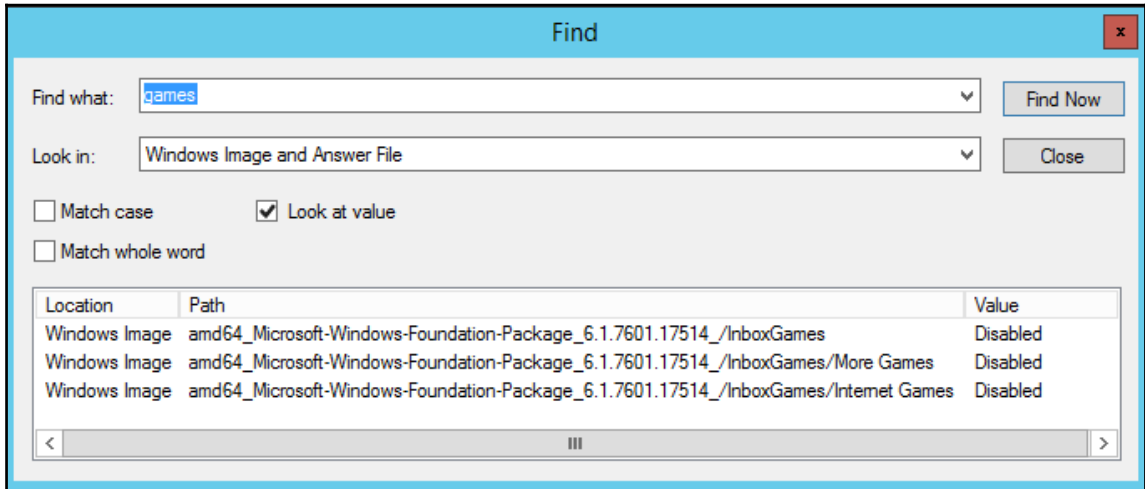 Find
x
Find what: games Find Now
Look in: Windows Image and Answer File Close
Match case Look at value
Match whole word
Location Path Value
Windows Image amd64_Microsoft-Windows-Foundation-Package_6.1.7601.17514_/InboxGames Disabled
Windows Image amd64_Microsoft-Windows-Foundation-Package_6.1.7601.17514_/InboxGames/More Games Disabled
Windows Image amd64_Microsoft-Windows-Foundation-Package_6.1.7601.17514_/InboxGames/Internet Games Disabled